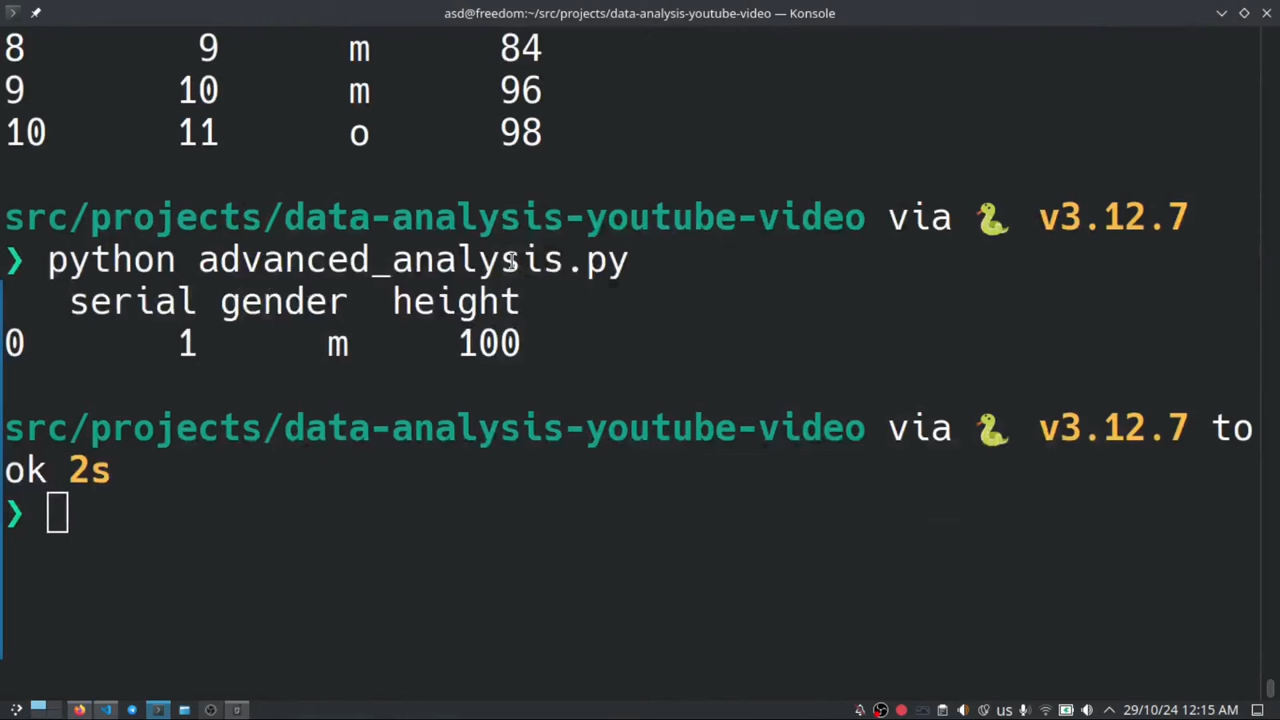 asd@freedom:~/src/projects/data-analysis-youtube-video — Konsole
8 9 m 84
9 10 m 96
10 11 o 98
src/projects/data-analysis-youtube-video via v3.12.7
❯ python advanced_analysis.py
serial gender height
0 1 m 100
src/projects/data-analysis-youtube-video via v3.12.7 to
ok 2s
❯
us 29/10/24 12:15 AM